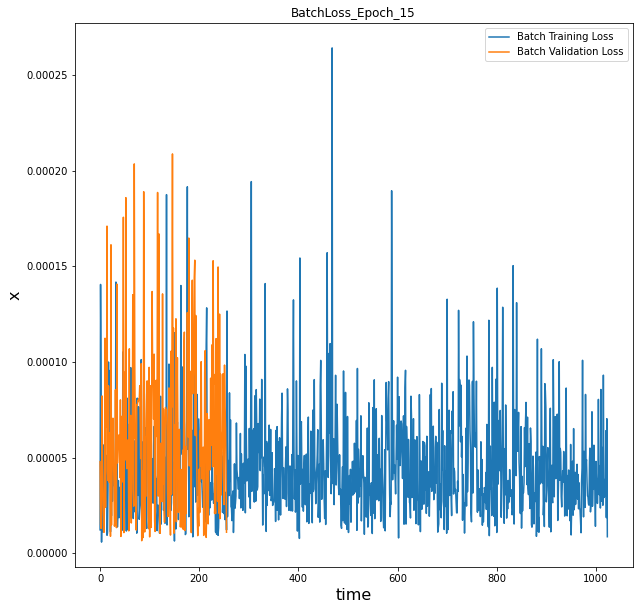 BatchLoss_Epoch_15
Batch Training Loss
Batch Validation Loss
0.00025
0.00020
0.00015
0.00010
0.00005
0.00000
x
0 200 400 600 800 1000
time